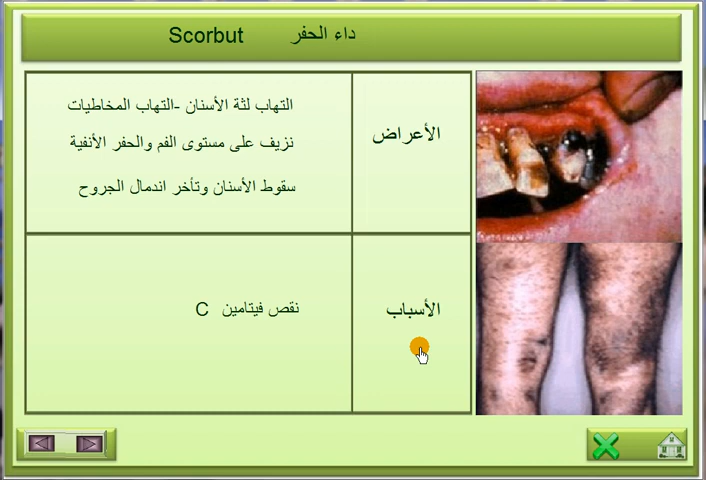 داء الحفر Scorbut
الأعراض
التهاب لثة الأسنان -التهاب المخاطيات
نزيف على مستوى الفم والحفر الأنفية
سقوط الأسنان وتأخر اندمال الجروح
الأسباب
نقص فيتامين C